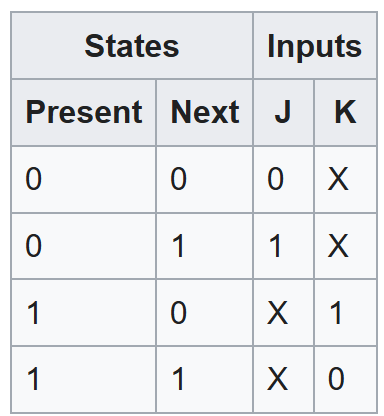 States Inputs
Present Next J K
0 0 0 X
0 1 1 X
1 0 X 1
1 1 X 0